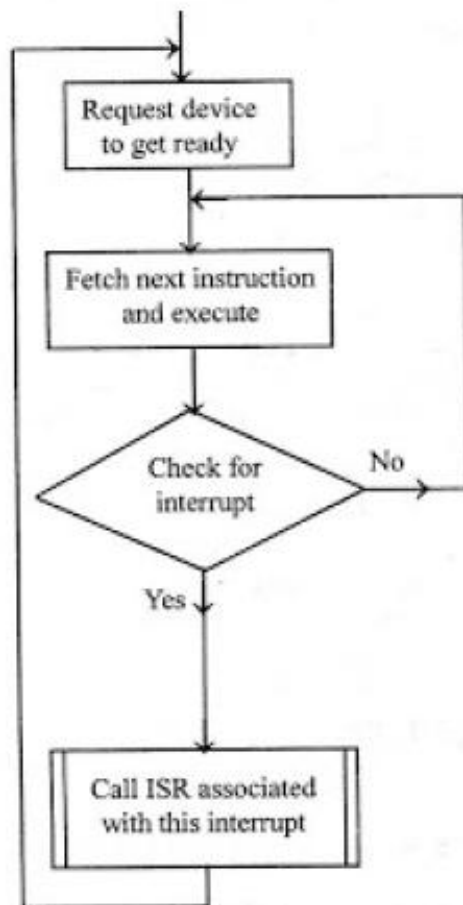 Request device
to get ready
Fetch next instruction
and execute
Check for
interrupt
No
Yes
Call ISR associated
with this interrupt